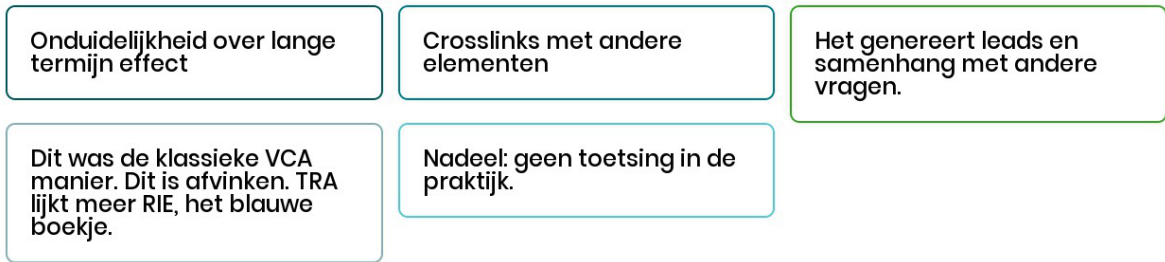 Onduidelijkheid over lange
termijn effect
Crosslinks met andere
elementen
Het genereert leads en
samenhang met andere
vragen.
Dit was de klassieke VCA
manier. Dit is afvinken. TRA
lijkt meer RIE, het blauwe
boekje.
Nadeel: geen toetsing in de
praktijk.